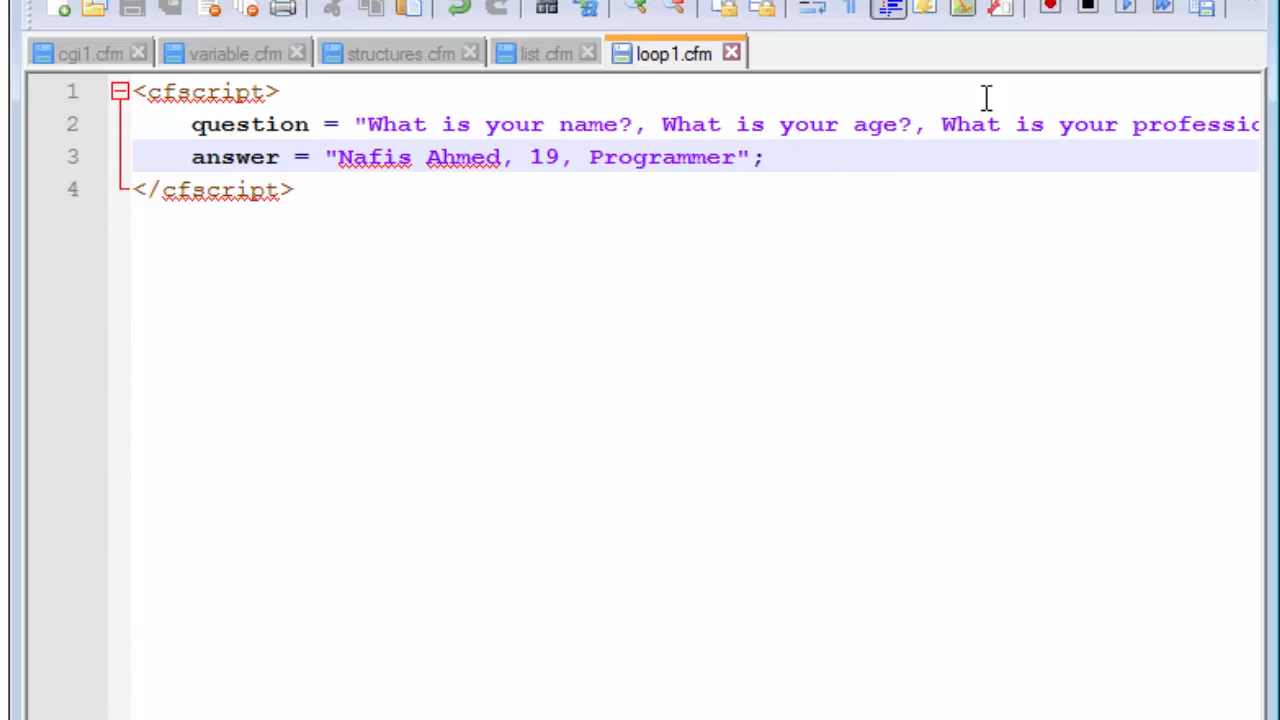 cgi1.cfm variable.cfm structures.cfm list.cfm loop1.cfm
1 <cfscript>
2 question = "What is your name?, What is your age?, What is your
3 answer = "Nafis Ahmed, 19, Programmer";
4 </cfscript>